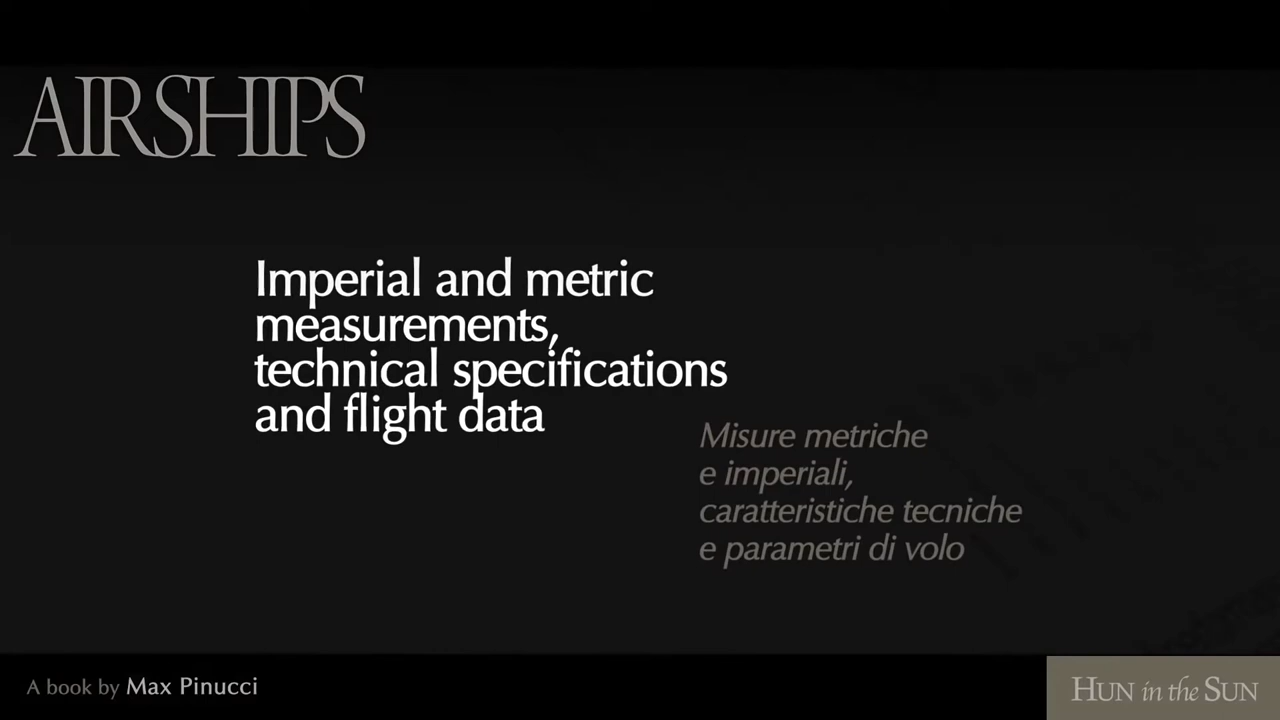 AIRSHIPS
Imperial and metric
measurements,
technical specifications
and flight data
Misure metriche
e imperiali,
caratteristiche tecniche
e parametri di volo
A book by Max Pinucci
HUN in the SUN